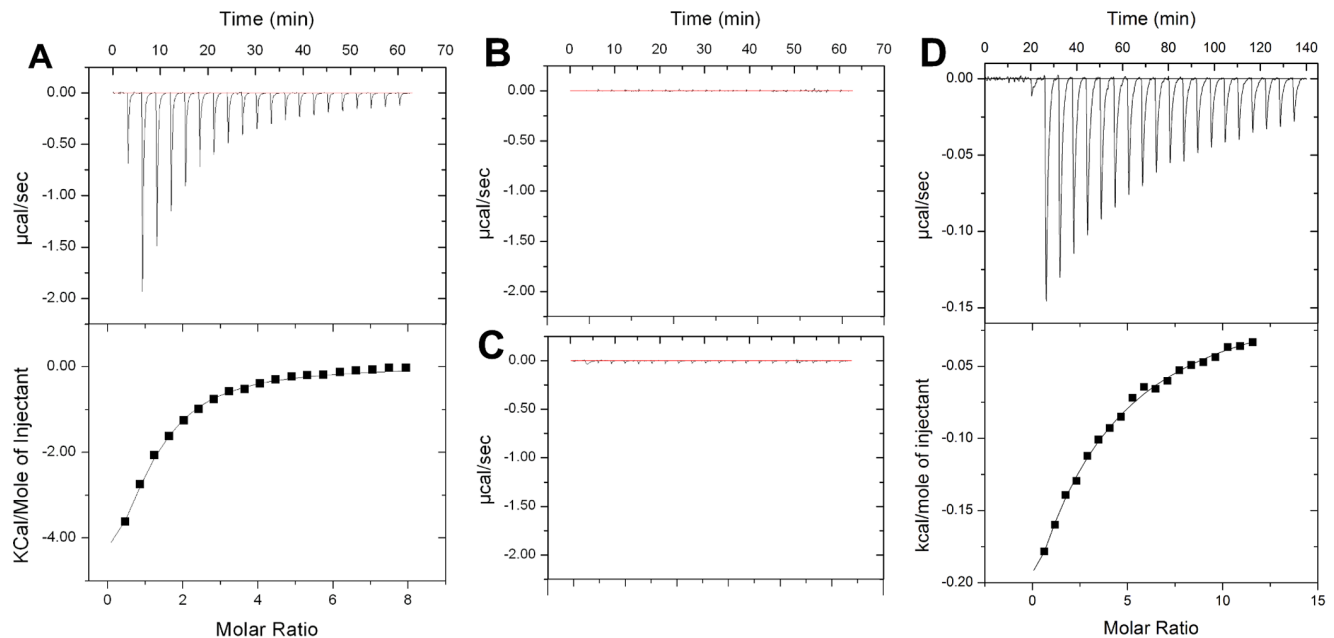 A
Time (min)
0 10 20 30 40 50 60 70
0.00
-0.50
-1.00
-1.50
-2.00
µcal/sec
0.00
-2.00
-4.00
KCal/Mole of Injectant
0 2 4 6 8
Molar Ratio
B
Time (min)
0 10 20 30 40 50 60 70
0.00
-0.50
-1.00
-1.50
-2.00
µcal/sec
C
0.00
-0.50
-1.00
-1.50
-2.00
µcal/sec
D
Time (min)
0 20 40 60 80 100 120 140
0.00
-0.05
-0.10
-0.15
µcal/sec
-0.05
-0.10
-0.15
-0.20
kcal/mole of injectant
0 5 10 15
Molar Ratio